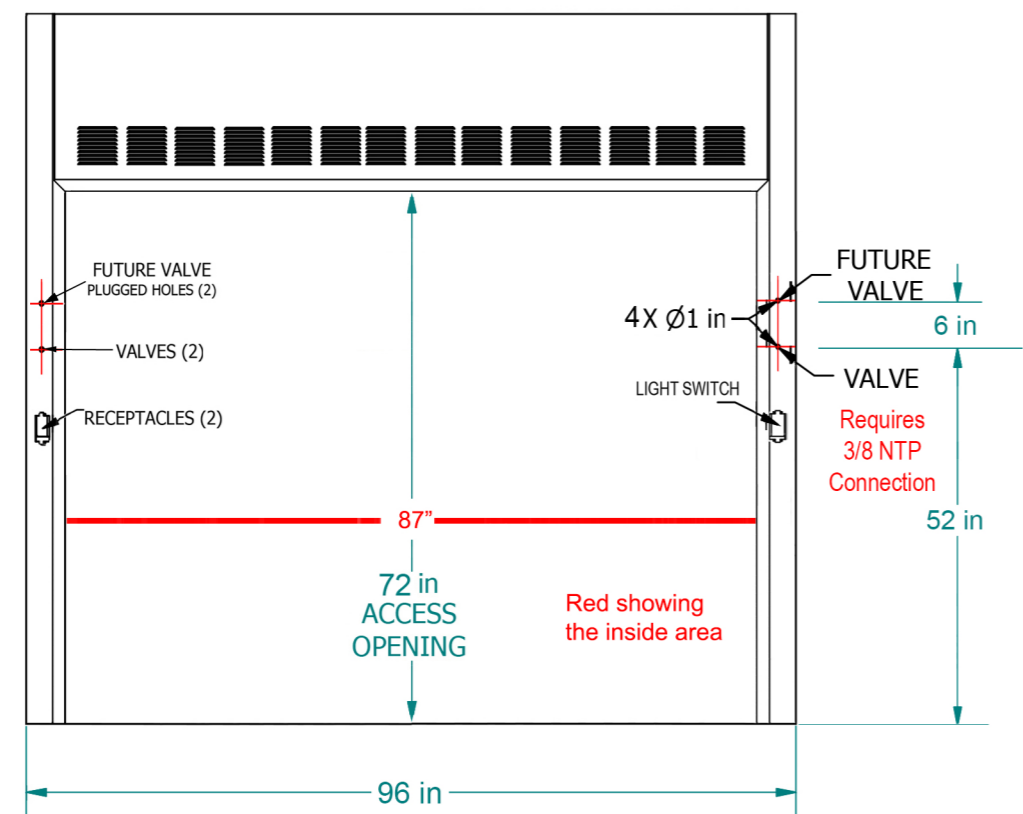 FUTURE VALVE
PLUGGED HOLES (2)
VALVES (2)
RECEPTACLES (2)
FUTURE
VALVE
4X Ø1 in
6 in
VALVE
LIGHT SWITCH
Requires
3/8 NTP
Connection
87”
52 in
72 in
ACCESS
OPENING
Red showing
the inside area
96 in